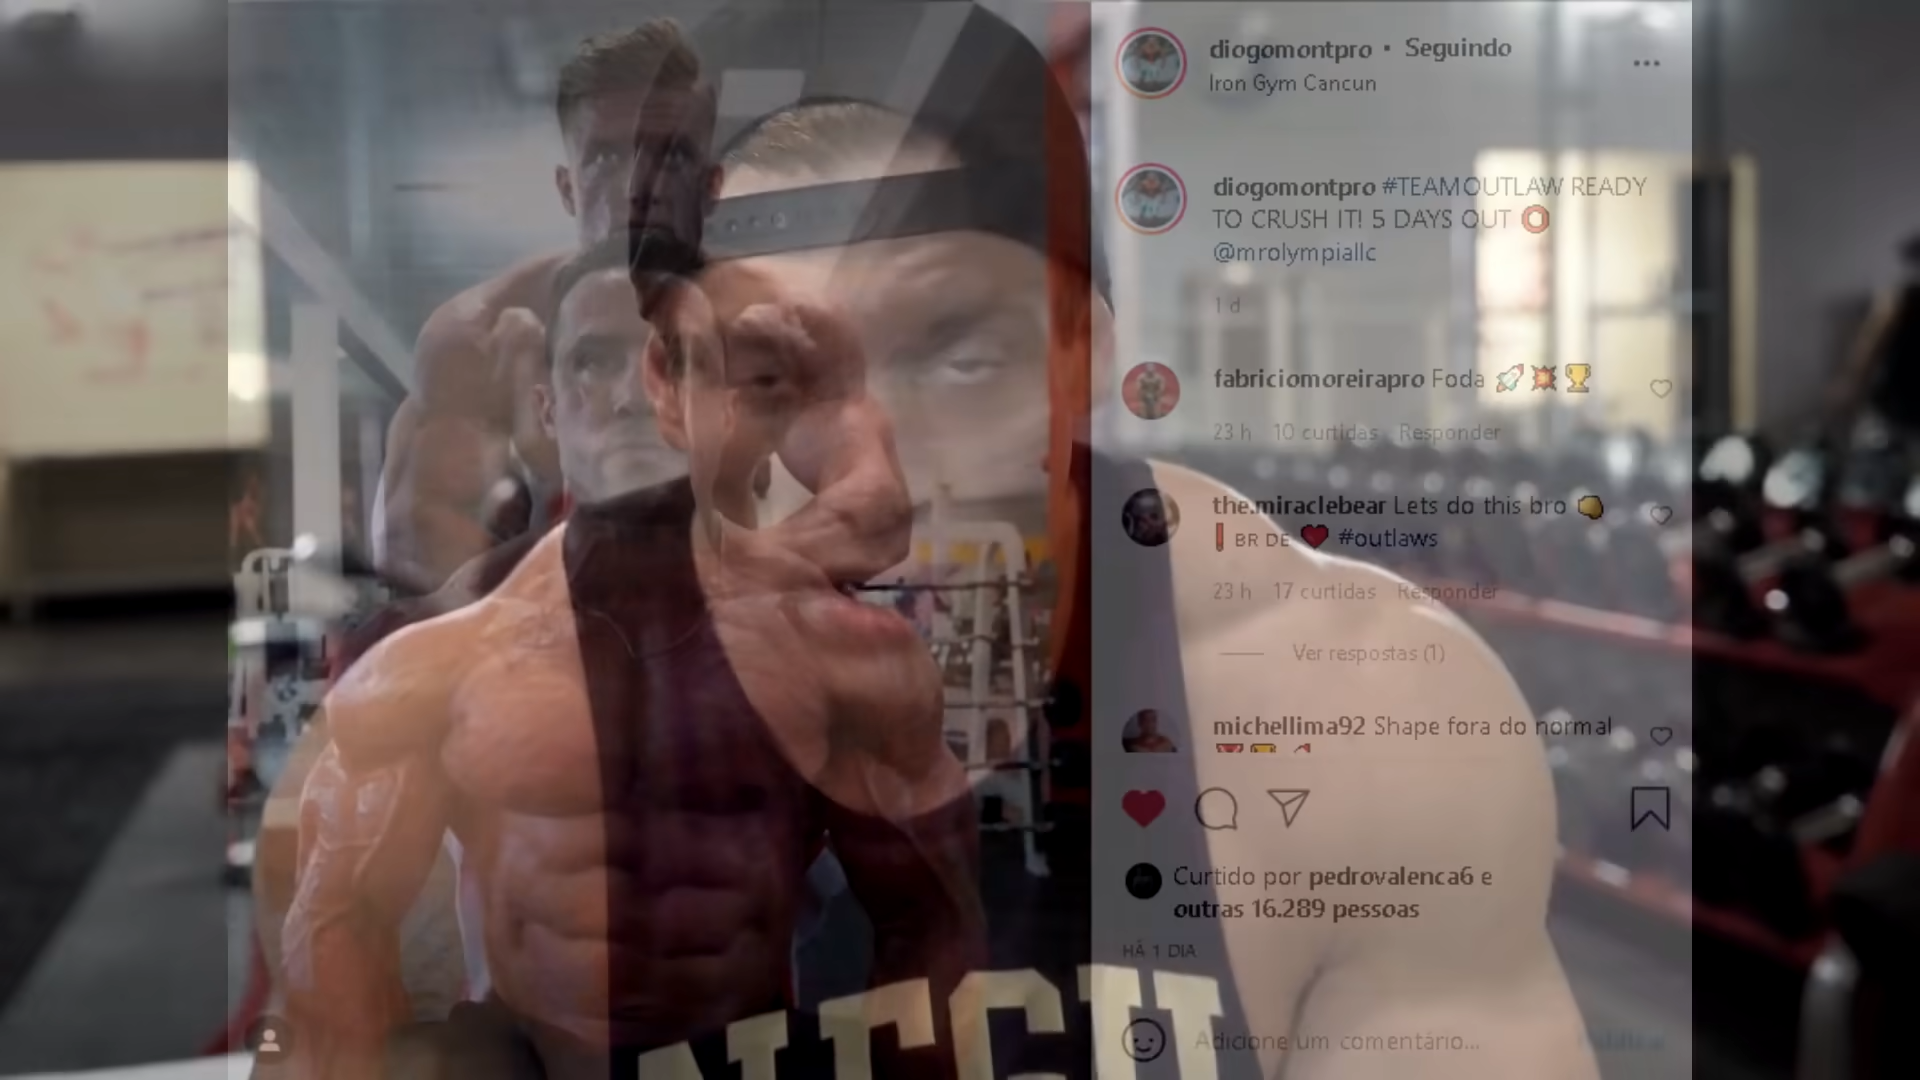 diogomontpro • Seguindo
Iron Gym Cancun
diogomontpro #TEAMOUTLAW READY
TO CRUSH IT! 5 DAYS OUT ⭕
@mrolympiallc
1 d
fabriciomoreirapro Foda 🚀💥🏆
23 h 10 curtidas Responder
the.miraclebear Lets do this bro
BR DE ❤️ #outlaws
23 h 17 curtidas Responder
Ver respostas (1)
michellima92 Shape fora do normal
Curtido por pedrovalenca6 e
outras 16.289 pessoas
HÁ 1 DIA
Adicione um comentário...